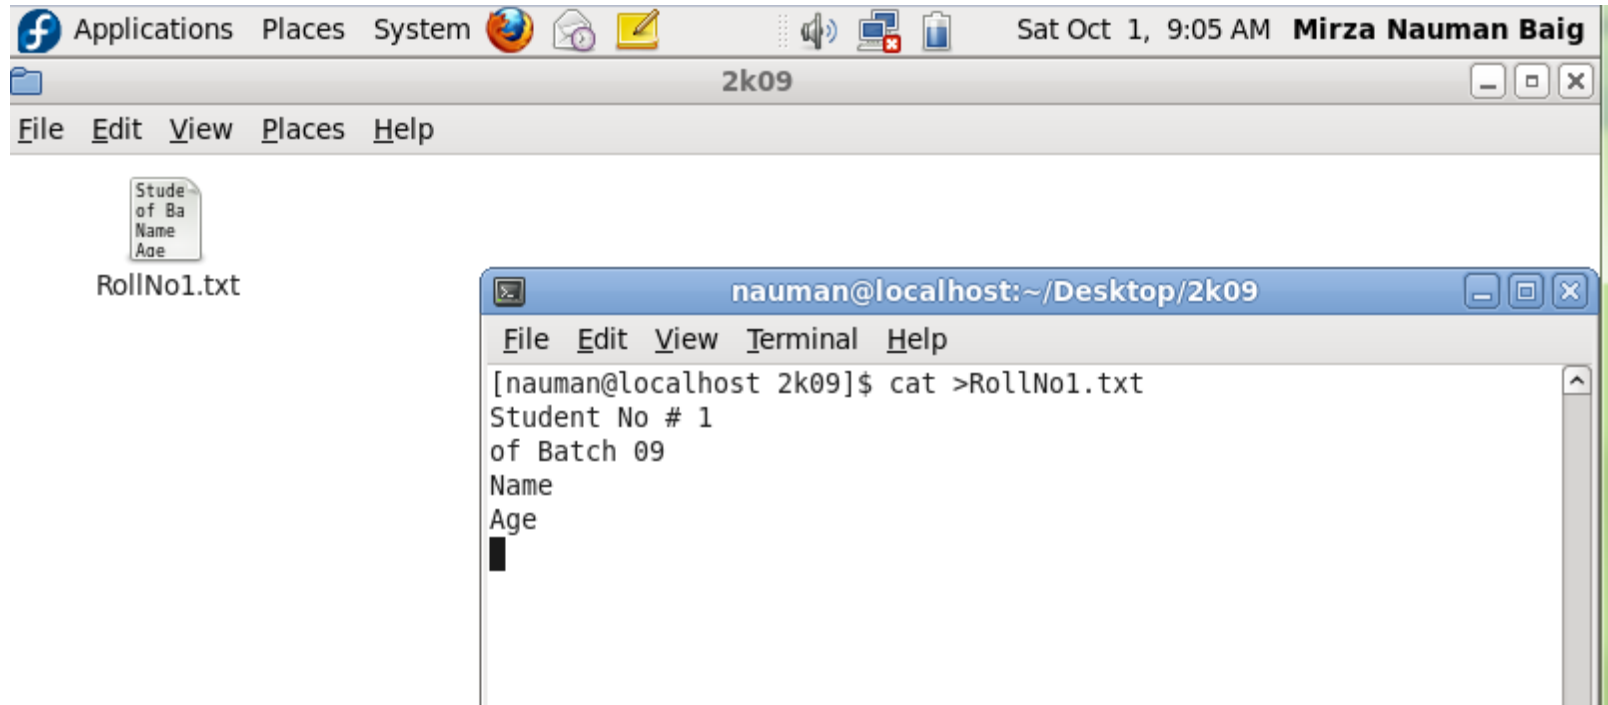 Applications Places System Sat Oct 1, 9:05 AM Mirza Nauman Baig
2k09
File Edit View Places Help
Stude
of Ba
Name
Age
RollNo1.txt
nauman@localhost:~/Desktop/2k09
File Edit View Terminal Help
[nauman@localhost 2k09]$ cat >RollNo1.txt
Student No # 1
of Batch 09
Name
Age